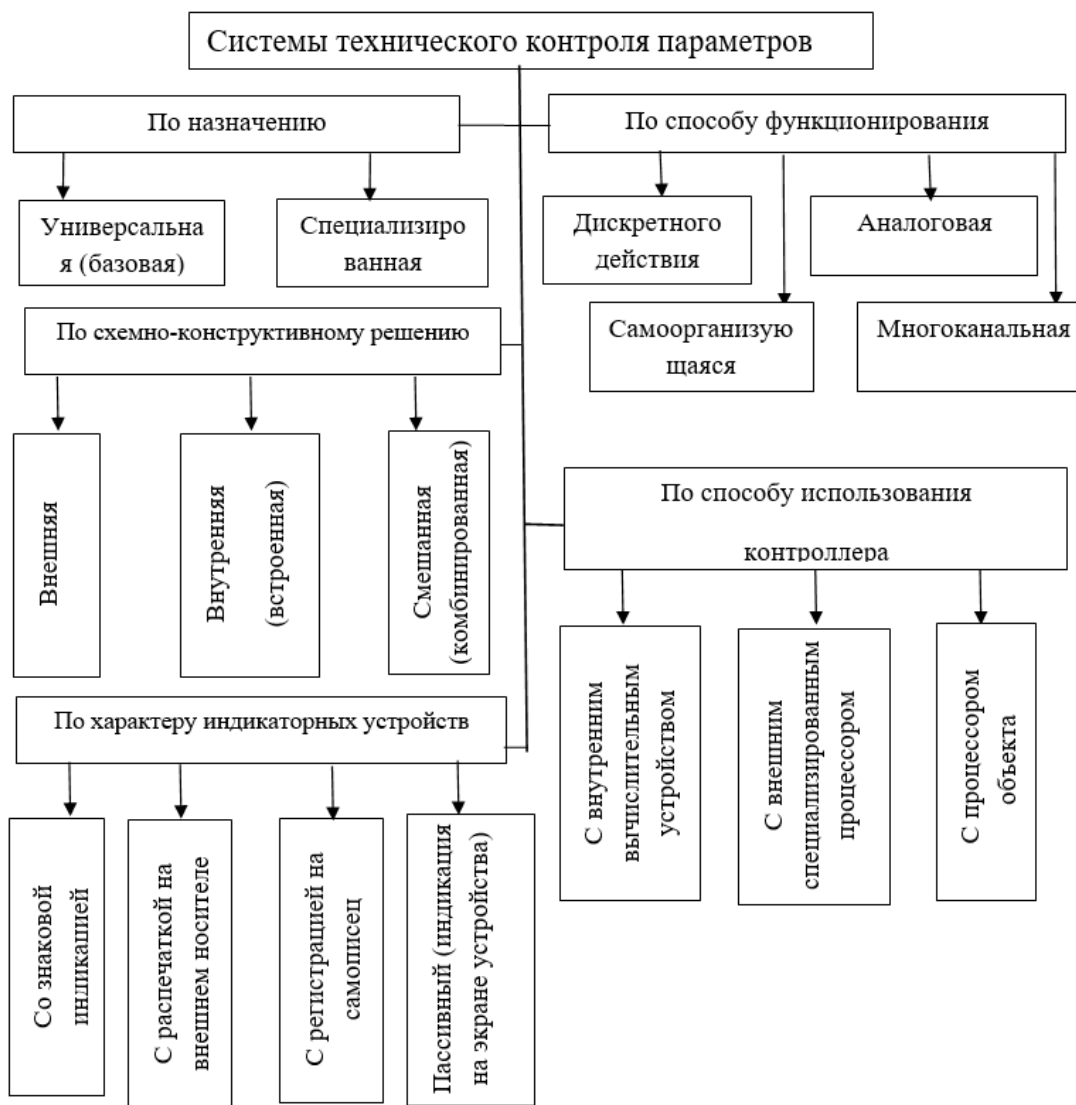 Системы технического контроля параметров
По назначению
По способу функционирования
Универсальна
я (базовая)
Специализиро
ванная
Дискретного
действия
Аналоговая
Самоорганизую
щаяся
Многоканальная
По схемно-конструктивному решению
Внешняя
Внутренняя
(встроенная)
Смешанная
(комбинированная)
По способу использования
контроллера
С внутренним
вычислительным
устройством
С внешним
специализированным
процессором
С процессором
объекта
По характеру индикаторных устройств
Со знаковой
индикацией
С распечаткой на
внешнем носителе
С регистрацией на
самописец
Пассивный (индикация
на экране устройства)